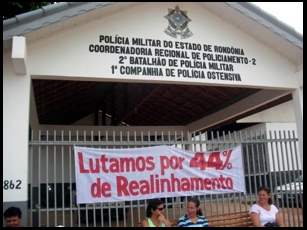 POLÍCIA MILITAR DO ESTADO DE RONDÔNIA
COORDENADORIA REGIONAL DE POLICIAMENTO - 2
2º BATALHÃO DE POLÍCIA MILITAR
1ª COMPANHIA DE POLÍCIA OSTENSIVA
Lutamos por 44%
de Realinhamento
862